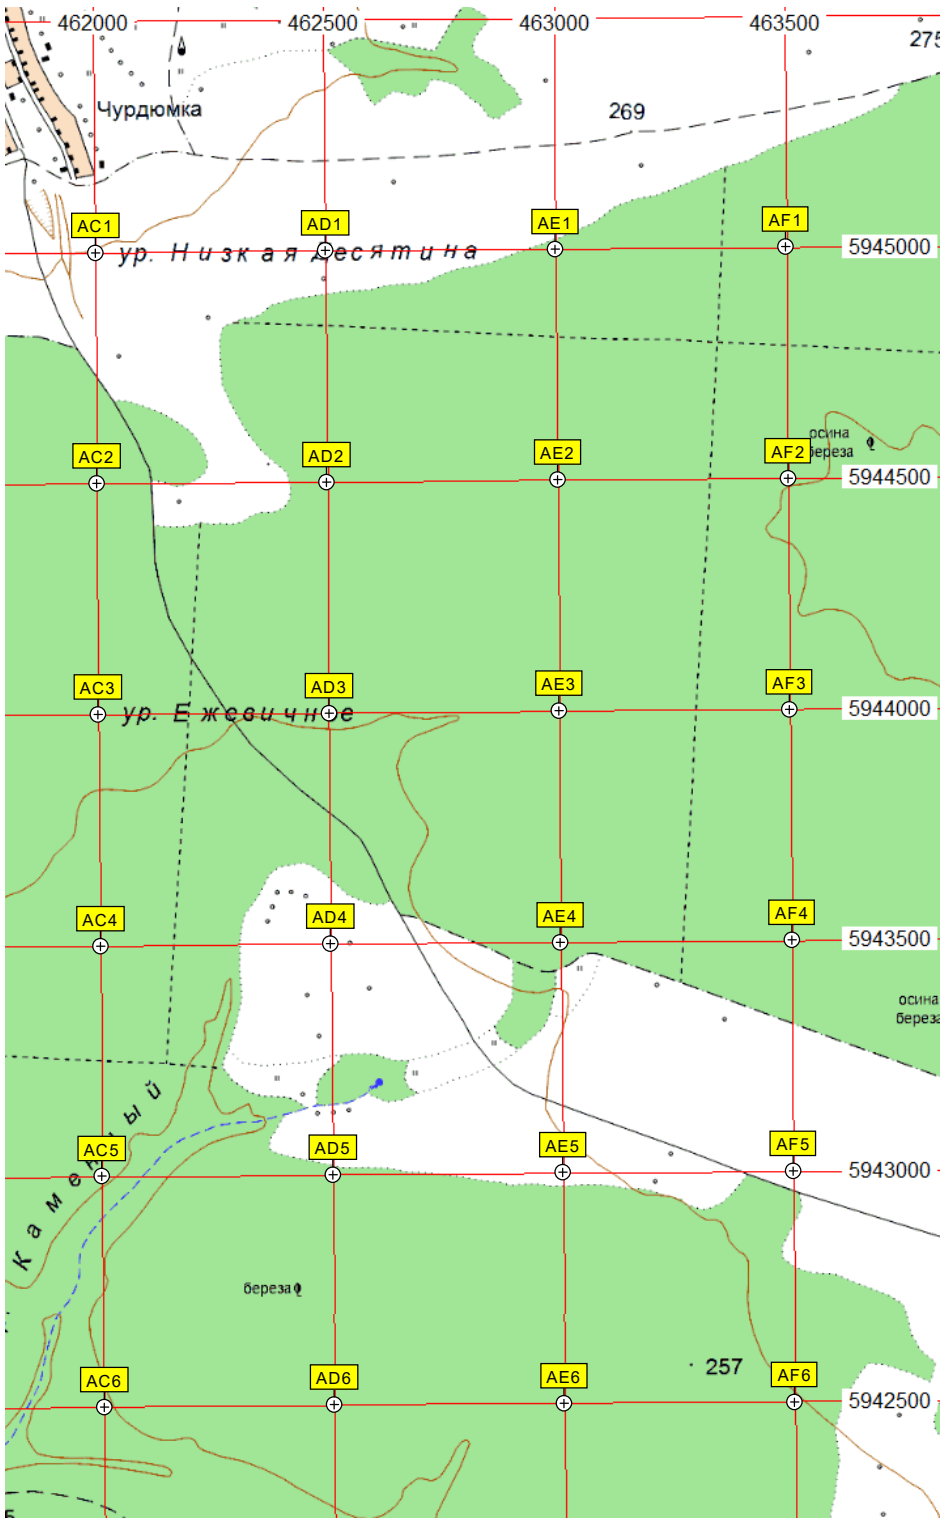 462000 462500 463000 463500
275
Чурдюмка
269
AC1 AD1 AE1 AF1
ур. Низкая Десятина
5945000
осина
береза
AC2 AD2 AE2 AF2
5944500
AC3 AD3 AE3 AF3
ур. Ежевичное
5944000
AC4 AD4 AE4 AF4
5943500
осина
береза
Каменный
AC5 AD5 AE5 AF5
5943000
береза
257
AC6 AD6 AE6 AF6
5942500